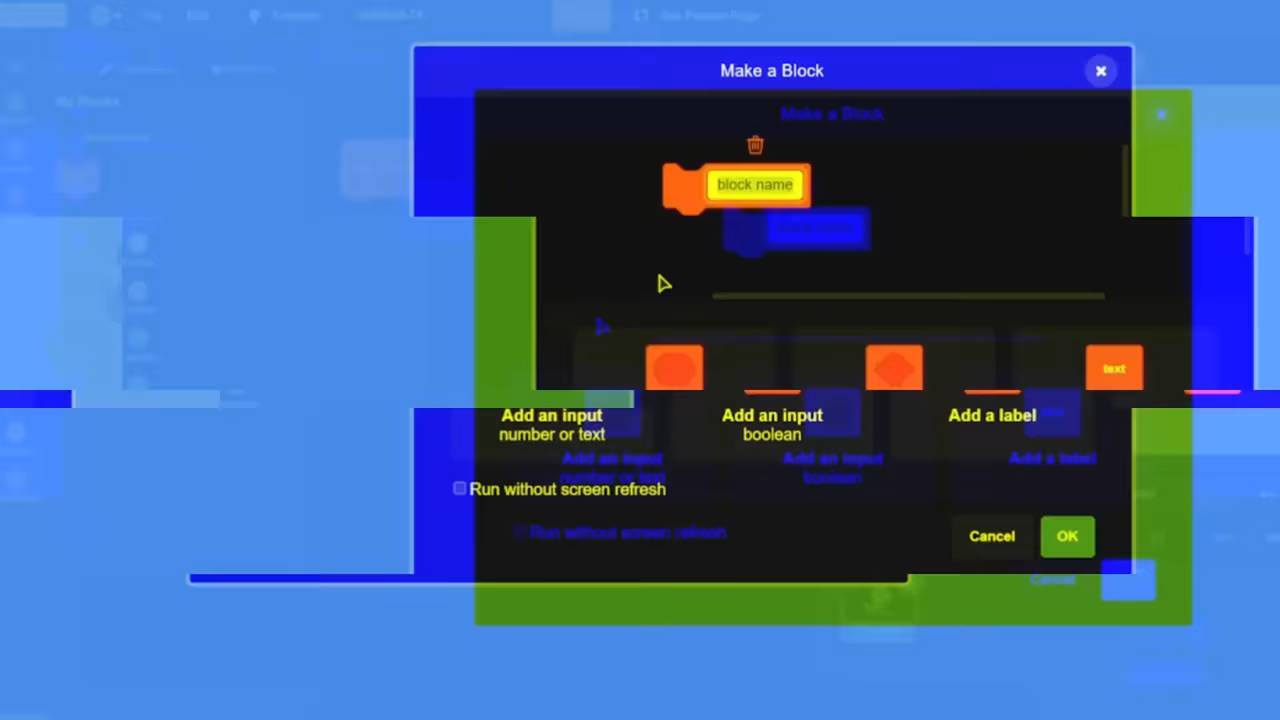 Make a Block
Make a Block
block name
text
Add an input
number or text
Add an input
boolean
Add a label
Add an input
number or text
Add an input
boolean
Add a label
Run without screen refresh
Run without screen refresh
Cancel
OK
Cancel